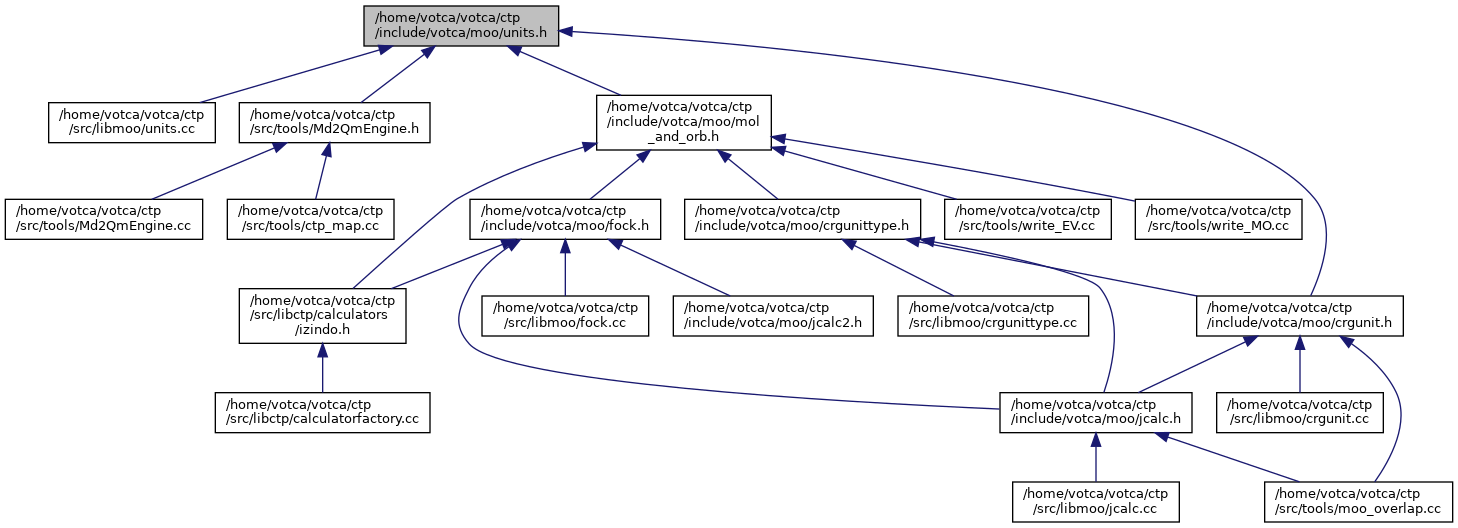 /home/votca/votca/ctp
/include/votca/moo/units.h
/home/votca/votca/ctp
/src/libmoo/units.cc
/home/votca/votca/ctp
/src/tools/Md2QmEngine.h
/home/votca/votca/ctp
/include/votca/moo/mol
_and_orb.h
/home/votca/votca/ctp
/src/tools/Md2QmEngine.cc
/home/votca/votca/ctp
/src/tools/ctp_map.cc
/home/votca/votca/ctp
/include/votca/moo/fock.h
/home/votca/votca/ctp
/include/votca/moo/crgunittype.h
/home/votca/votca/ctp
/src/tools/write_EV.cc
/home/votca/votca/ctp
/src/tools/write_MO.cc
/home/votca/votca/ctp
/src/libctp/calculators
/izindo.h
/home/votca/votca/ctp
/src/libmoo/fock.cc
/home/votca/votca/ctp
/include/votca/moo/jcalc2.h
/home/votca/votca/ctp
/src/libmoo/crgunittype.cc
/home/votca/votca/ctp
/include/votca/moo/crgunit.h
/home/votca/votca/ctp
/src/libctp/calculatorfactory.cc
/home/votca/votca/ctp
/include/votca/moo/jcalc.h
/home/votca/votca/ctp
/src/libmoo/crgunit.cc
/home/votca/votca/ctp
/src/libmoo/jcalc.cc
/home/votca/votca/ctp
/src/tools/moo_overlap.cc